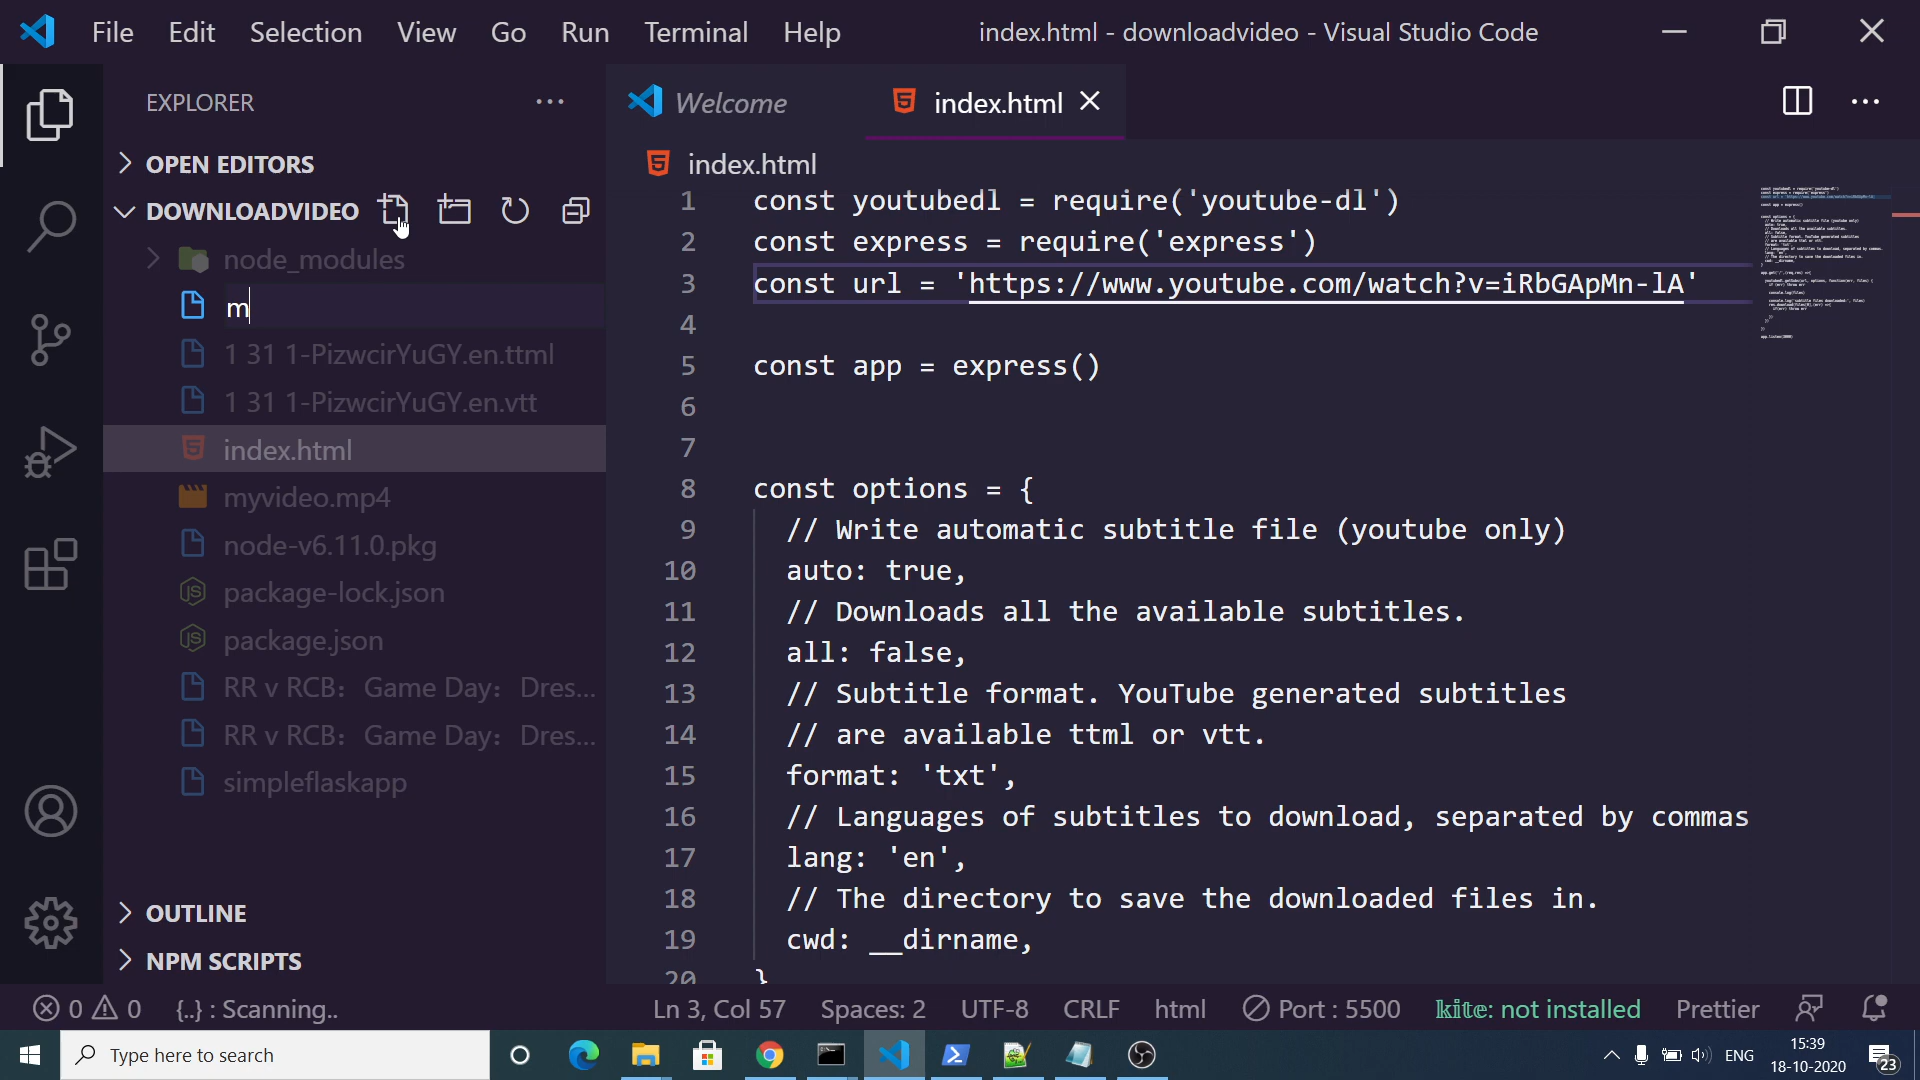 File Edit Selection View Go Run Terminal Help index.html - downloadvideo - Visual Studio Code
EXPLORER
OPEN EDITORS
DOWNLOADVIDEO
node_modules
m
1 31 1-PizwcirYuGY.en.ttml
1 31 1-PizwcirYuGY.en.vtt
index.html
myvideo.mp4
node-v6.11.0.pkg
package-lock.json
package.json
RR v RCB： Game Day： Dres...
RR v RCB： Game Day： Dres...
simpleflaskapp
OUTLINE
NPM SCRIPTS
Welcome index.html
index.html
1 const youtubedl = require('youtube-dl')
2 const express = require('express')
3 const url = 'https://www.youtube.com/watch?v=iRbGApMn-lA'
4
5 const app = express()
6
7
8 const options = {
9 // Write automatic subtitle file (youtube only)
10 auto: true,
11 // Downloads all the available subtitles.
12 all: false,
13 // Subtitle format. YouTube generated subtitles
14 // are available ttml or vtt.
15 format: 'txt',
16 // Languages of subtitles to download, separated by commas
17 lang: 'en',
18 // The directory to save the downloaded files in.
19 cwd: __dirname,
20 }
0 0 {..} : Scanning.. Ln 3, Col 57 Spaces: 2 UTF-8 CRLF html Port : 5500 kite: not installed Prettier
Type here to search
ENG
15:39
18-10-2020
23